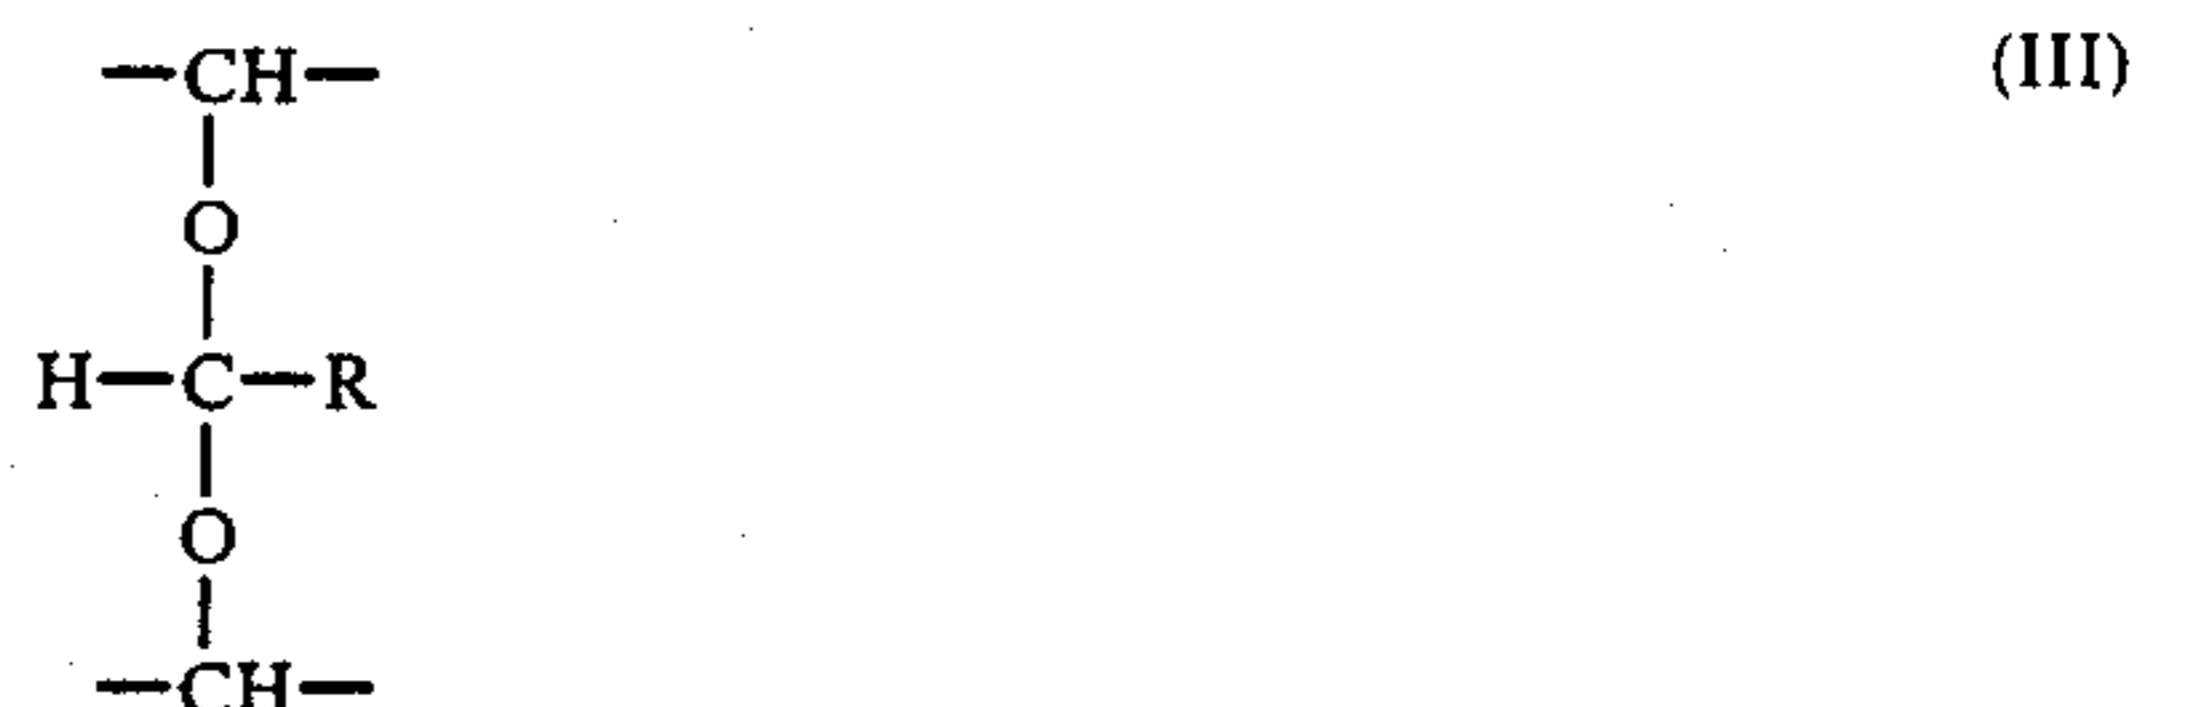 —CH— (III)
|
O
|
H—C—R
|
O
|
—CH—